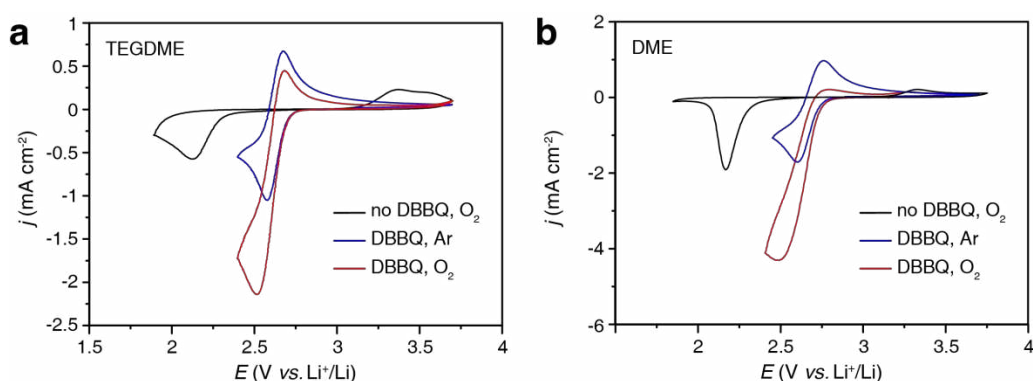 a
TEGDME
1
0.5
0
-0.5
-1
-1.5
-2
-2.5
j (mA cm⁻²)
no DBBQ, O₂
DBBQ, Ar
DBBQ, O₂
1.5 2 2.5 3 3.5 4
E (V vs. Li⁺/Li)
b
DME
2
0
-2
-4
-6
j (mA cm⁻²)
no DBBQ, O₂
DBBQ, Ar
DBBQ, O₂
1.5 2 2.5 3 3.5 4
E (V vs. Li⁺/Li)